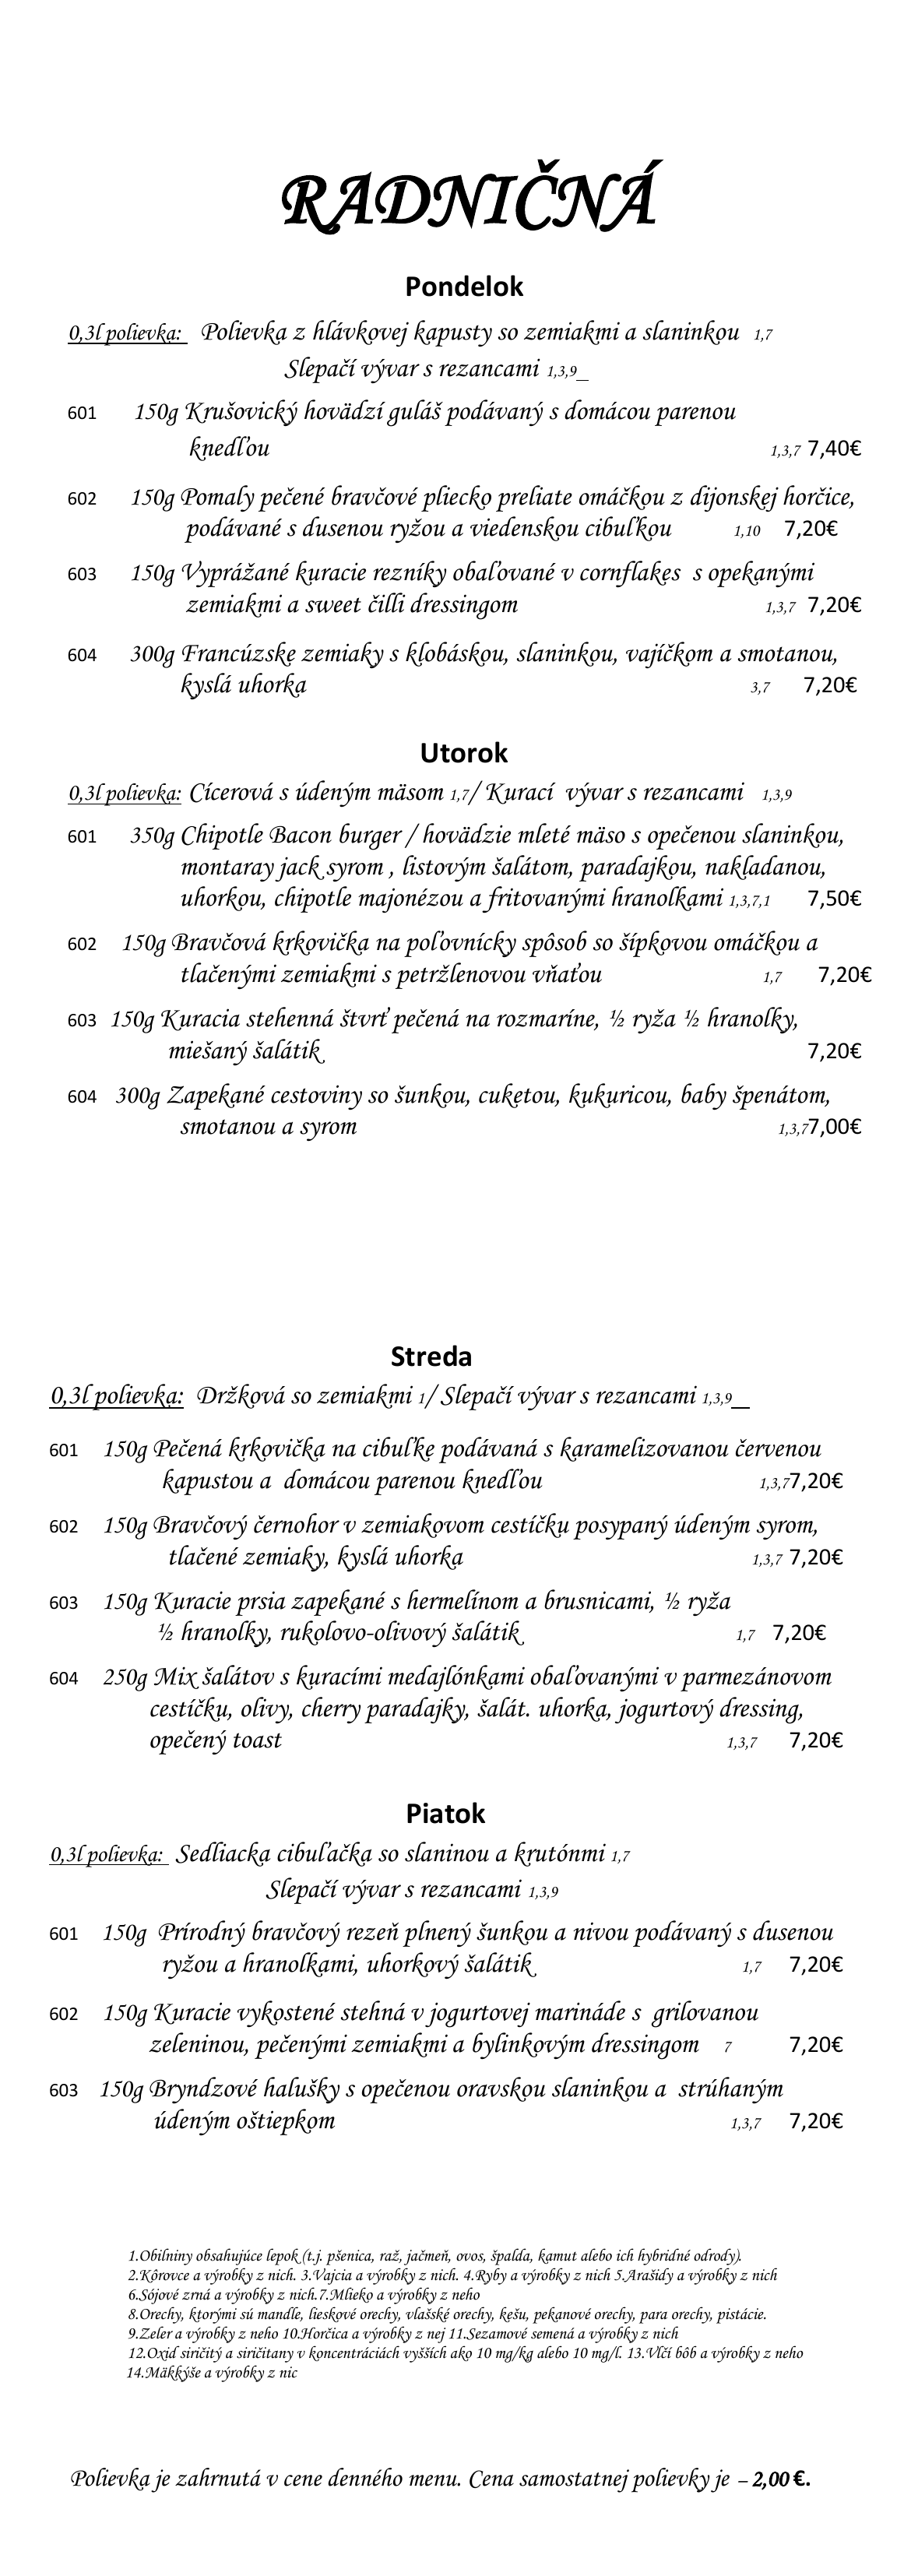 RADNIČNÁ
Pondelok
0,3l polievka: Polievka z hlávkovej kapusty so zemiakmi a slaninkou 1,7
Slepačí vývar s rezancami 1,3,9_
601 150g Krušovický hovädzí guláš podávaný s domácou parenou
knedľou 1,3,7 7,40€
602 150g Pomaly pečené bravčové pliecko preliate omáčkou z dijonskej horčice,
podávané s dusenou ryžou a viedenskou cibuľkou 1,10 7,20€
603 150g Vyprážané kuracie rezníky obaľované v cornflakes s opekanými
zemiakmi a sweet čilli dressingom 1,3,7 7,20€
604 300g Francúzske zemiaky s klobáskou, slaninkou, vajíčkom a smotanou,
kyslá uhorka 3,7 7,20€
Utorok
0,3l polievka: Cícerová s údeným mäsom 1,7/ Kurací vývar s rezancami 1,3,9
601 350g Chipotle Bacon burger / hovädzie mleté mäso s opečenou slaninkou,
montaray jack syrom , listovým šalátom, paradajkou, nakladanou,
uhorkou, chipotle majonézou a fritovanými hranolkami 1,3,7,1 7,50€
602 150g Bravčová krkovička na poľovnícky spôsob so šípkovou omáčkou a
tlačenými zemiakmi s petržlenovou vňaťou 1,7 7,20€
603 150g Kuracia stehenná štvrť pečená na rozmaríne, ½ ryža ½ hranolky,
miešaný šalátik 7,20€
604 300g Zapekané cestoviny so šunkou, cuketou, kukuricou, baby špenátom,
smotanou a syrom 1,3,77,00€
Streda
0,3l polievka: Držková so zemiakmi 1/ Slepačí vývar s rezancami 1,3,9_
601 150g Pečená krkovička na cibuľke podávaná s karamelizovanou červenou
kapustou a domácou parenou knedľou 1,3,77,20€
602 150g Bravčový černohor v zemiakovom cestíčku posypaný údeným syrom,
tlačené zemiaky, kyslá uhorka 1,3,7 7,20€
603 150g Kuracie prsia zapekané s hermelínom a brusnicami, ½ ryža
½ hranolky, rukolovo-olivový šalátik 1,7 7,20€
604 250g Mix šalátov s kuracími medajlónkami obaľovanými v parmezánovom
cestíčku, olivy, cherry paradajky, šalát. uhorka, jogurtový dressing,
opečený toast 1,3,7 7,20€
Piatok
0,3l polievka: Sedliacka cibuľačka so slaninou a krutónmi 1,7
Slepačí vývar s rezancami 1,3,9
601 150g Prírodný bravčový rezeň plnený šunkou a nivou podávaný s dusenou
ryžou a hranolkami, uhorkový šalátik 1,7 7,20€
602 150g Kuracie vykostené stehná v jogurtovej marináde s grilovanou
zeleninou, pečenými zemiakmi a bylinkovým dressingom 7 7,20€
603 150g Bryndzové halušky s opečenou oravskou slaninkou a strúhaným
údeným oštiepkom 1,3,7 7,20€
1.Obilniny obsahujúce lepok (t.j. pšenica, raž, jačmeň, ovos, špalda, kamut alebo ich hybridné odrody).
2.Kôrovce a výrobky z nich. 3.Vajcia a výrobky z nich. 4.Ryby a výrobky z nich 5.Arašidy a výrobky z nich
6.Sójové zrná a výrobky z nich.7.Mlieko a výrobky z neho
8.Orechy, ktorými sú mandle, lieskové orechy, vlašské orechy, kešu, pekanové orechy, para orechy, pistácie.
9.Zeler a výrobky z neho 10.Horčica a výrobky z nej 11.Sezamové semená a výrobky z nich
12.Oxid siričitý a siričitany v koncentráciách vyšších ako 10 mg/kg alebo 10 mg/l. 13.Vlčí bôb a výrobky z neho
14.Mäkkýše a výrobky z nic
Polievka je zahrnutá v cene denného menu. Cena samostatnej polievky je – 2,00 €.